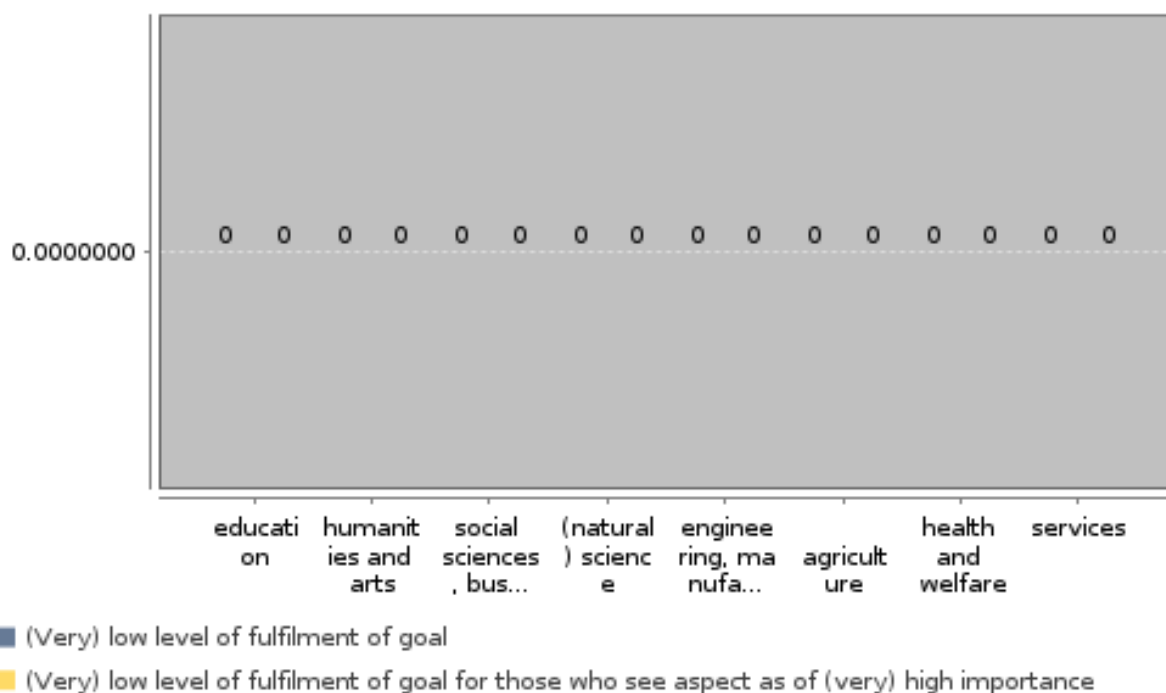 0 0 0 0 0 0 0 0 0 0 0 0 0 0 0 0
0.0000000
educati humanit social (natural enginee health services
on ies and sciences ) scienc ring, ma agricult and
arts , bus... e nufa... ure welfare
(Very) low level of fulfilment of goal
(Very) low level of fulfilment of goal for those who see aspect as of (very) high importance